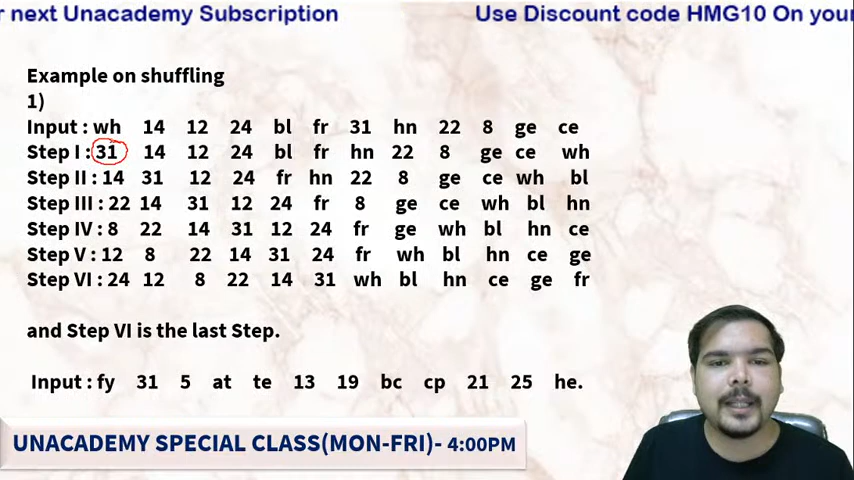 r next Unacademy Subscription Use Discount code HMG10 On your
Example on shuffling
1)
Input : wh 14 12 24 bl fr 31 hn 22 8 ge ce
Step I : 31 14 12 24 bl fr hn 22 8 ge ce wh
Step II : 14 31 12 24 fr hn 22 8 ge ce wh bl
Step III : 22 14 31 12 24 fr 8 ge ce wh bl hn
Step IV : 8 22 14 31 12 24 fr ge wh bl hn ce
Step V : 12 8 22 14 31 24 fr wh bl hn ce ge
Step VI : 24 12 8 22 14 31 wh bl hn ce ge fr
and Step VI is the last Step.
Input : fy 31 5 at te 13 19 bc cp 21 25 he.
UNACADEMY SPECIAL CLASS(MON-FRI)- 4:00PM